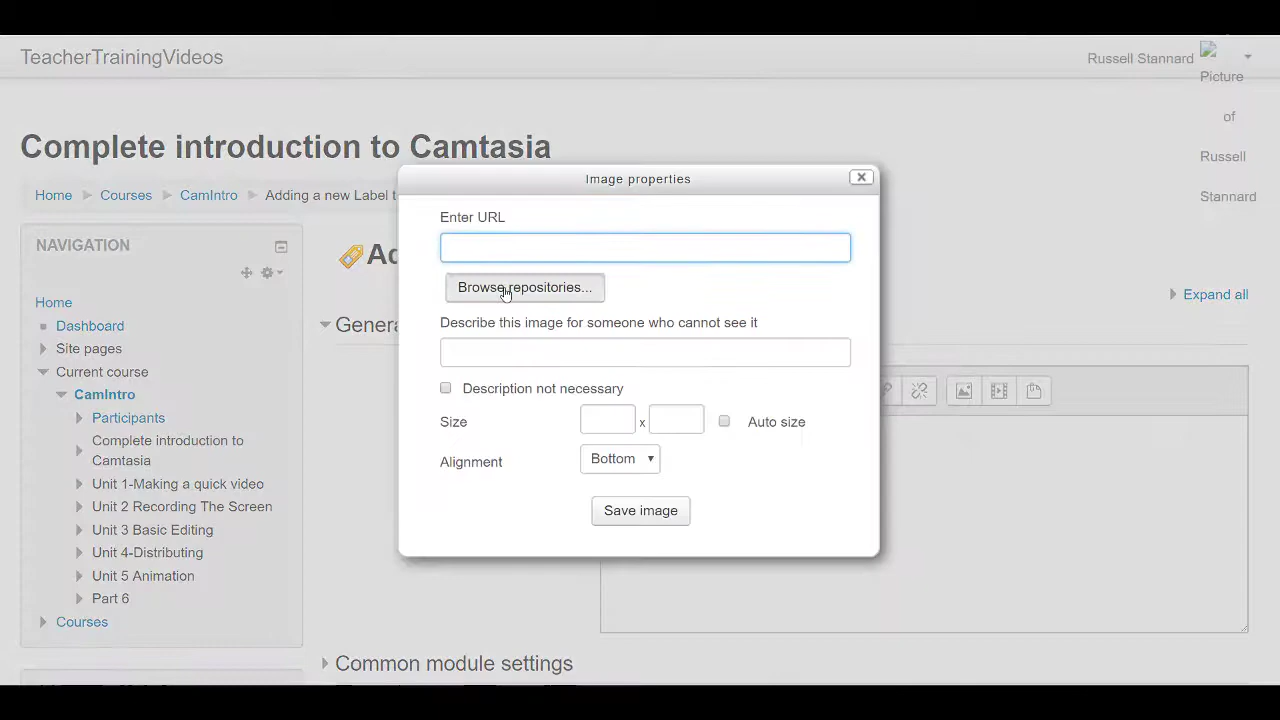 TeacherTrainingVideos
Russell Stannard
Picture
of
Russell
Stannard
Complete introduction to Camtasia
Home
Courses
CamIntro
Adding a new Label t
NAVIGATION
Home
Dashboard
Site pages
Current course
CamIntro
Participants
Complete introduction to
Camtasia
Unit 1-Making a quick video
Unit 2 Recording The Screen
Unit 3 Basic Editing
Unit 4-Distributing
Unit 5 Animation
Part 6
Courses
Ad
Expand all
Genera
Image properties
Enter URL
Browse repositories...
Describe this image for someone who cannot see it
Description not necessary
Size x Auto size
Alignment Bottom
Save image
Common module settings